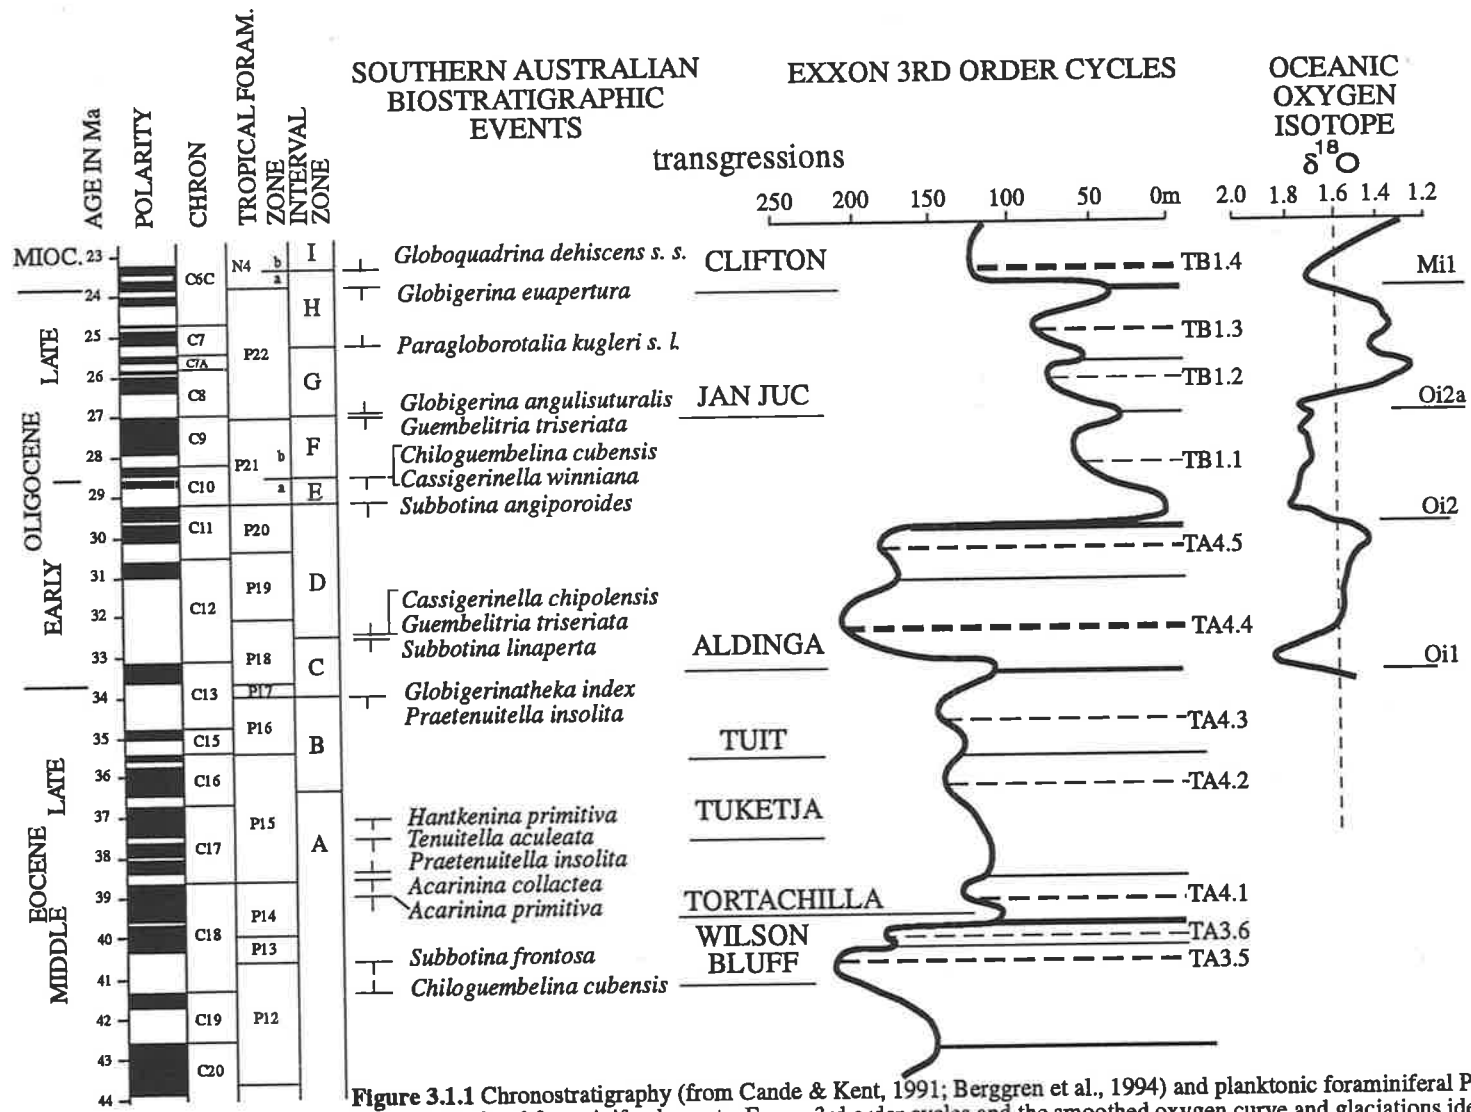 SOUTHERN AUSTRALIAN
BIOSTRATIGRAPHIC
EVENTS
EXXON 3RD ORDER CYCLES
OCEANIC
OXYGEN
ISOTOPE
δ18O
AGE IN Ma
POLARITY
CHRON
TROPICAL FORAM.
ZONE
INTERVAL
ZONE
transgressions
250 200 150 100 50 0m
2.0 1.8 1.6 1.4 1.2
MIOC.
LATE
OLIGOCENE
EARLY
LATE
EOCENE
MIDDLE
23
24
25
26
27
28
29
30
31
32
33
34
35
36
37
38
39
40
41
42
43
44
C6C
C7
C7A
C8
C9
C10
C11
C12
C13
C15
C16
C17
C18
C19
C20
N4 b
a
P22
P21 b
a
P20
P19
P18
P17
P16
P15
P14
P13
P12
I
H
G
F
E
D
C
B
A
Globoquadrina dehiscens s. s.
Globigerina euapertura
Paragloborotalia kugleri s. l.
Globigerina angulisuturalis
Guembelitria triseriata
Chiloguembelina cubensis
Cassigerinella winniana
Subbotina angiporoides
Cassigerinella chipolensis
Guembelitria triseriata
Subbotina linaperta
Globigerinatheka index
Praetenuitella insolita
Hantkenina primitiva
Tenuitella aculeata
Praetenuitella insolita
Acarinina collactea
Acarinina primitiva
Subbotina frontosa
Chiloguembelina cubensis
CLIFTON
JAN JUC
ALDINGA
TUIT
TUKETJA
TORTACHILLA
WILSON
BLUFF
TB1.4
TB1.3
TB1.2
TB1.1
TA4.5
TA4.4
TA4.3
TA4.2
TA4.1
TA3.6
TA3.5
Mi1
Oi2a
Oi2
Oi1
Figure 3.1.1 Chronostratigraphy (from Cande & Kent, 1991; Berggren et al., 1994) and planktonic foraminiferal P